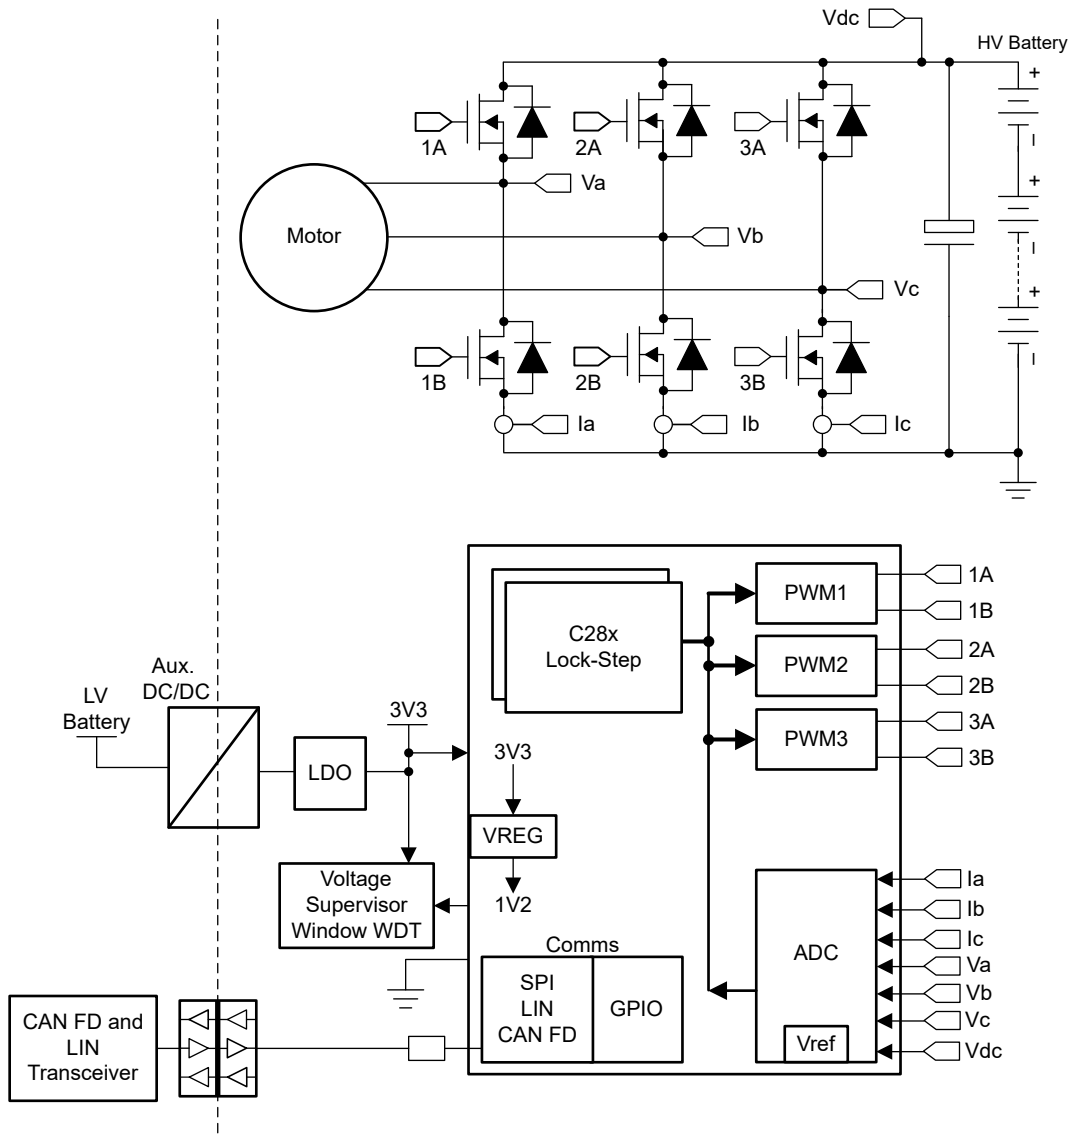 Vdc
HV Battery
+
1A
2A
3A
−
Va
+
Motor
Vb
−
Vc
+
1B
2B
3B
−
Ia
Ib
Ic
C28x
Lock-Step
PWM1
1A
1B
PWM2
2A
2B
PWM3
3A
3B
LV
Battery
Aux.
DC/DC
LDO
3V3
3V3
VREG
1V2
Voltage
Supervisor
Window WDT
Comms
SPI
LIN
CAN FD
GPIO
ADC
Vref
Ia
Ib
Ic
Va
Vb
Vc
Vdc
CAN FD and
LIN
Transceiver